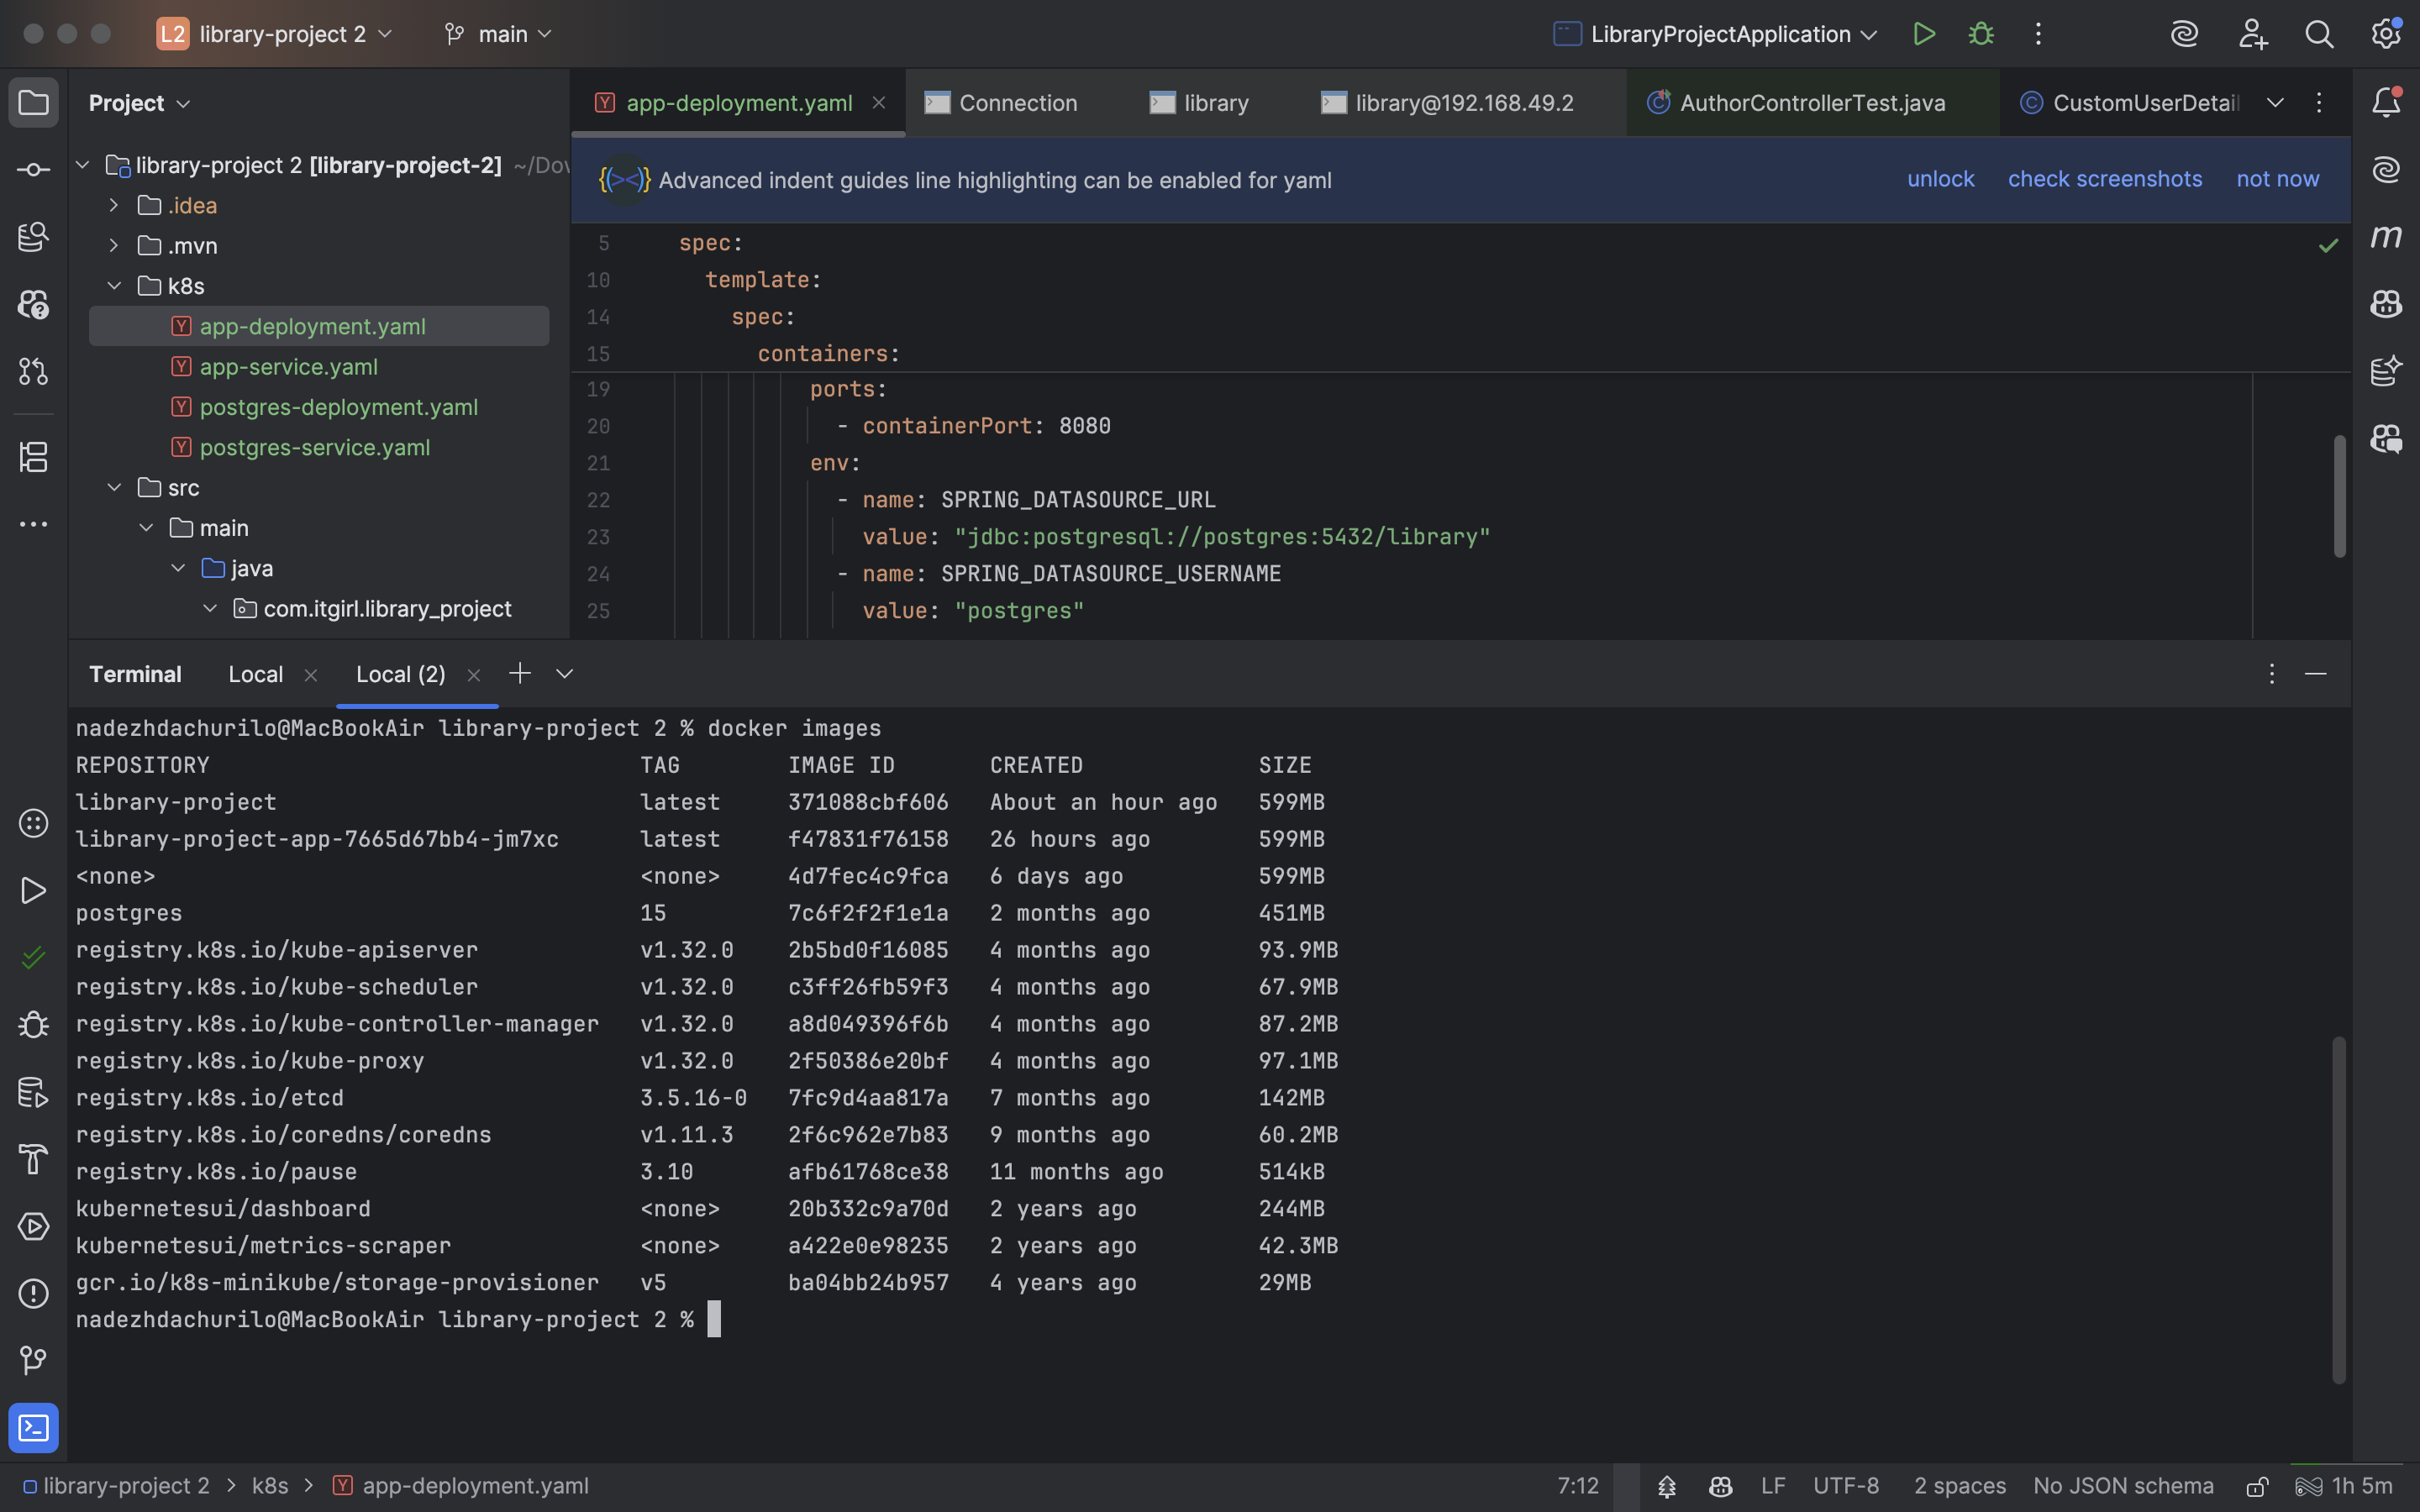 L2 library-project 2 main LibraryProjectApplication
Project
app-deployment.yaml Connection library library@192.168.49.2 AuthorControllerTest.java CustomUserDetail
library-project 2 [library-project-2] ~/Dow
.idea
.mvn
k8s
app-deployment.yaml
app-service.yaml
postgres-deployment.yaml
postgres-service.yaml
src
main
java
com.itgirl.library_project
Advanced indent guides line highlighting can be enabled for yaml unlock check screenshots not now
5 spec:
10 template:
14 spec:
15 containers:
19 ports:
20 - containerPort: 8080
21 env:
22 - name: SPRING_DATASOURCE_URL
23 value: "jdbc:postgresql://postgres:5432/library"
24 - name: SPRING_DATASOURCE_USERNAME
25 value: "postgres"
Terminal Local Local (2)
nadezhdachurilo@MacBookAir library-project 2 % docker images
REPOSITORY TAG IMAGE ID CREATED SIZE
library-project latest 371088cbf606 About an hour ago 599MB
library-project-app-7665d67bb4-jm7xc latest f47831f76158 26 hours ago 599MB
<none> <none> 4d7fec4c9fca 6 days ago 599MB
postgres 15 7c6f2f2f1e1a 2 months ago 451MB
registry.k8s.io/kube-apiserver v1.32.0 2b5bd0f16085 4 months ago 93.9MB
registry.k8s.io/kube-scheduler v1.32.0 c3ff26fb59f3 4 months ago 67.9MB
registry.k8s.io/kube-controller-manager v1.32.0 a8d049396f6b 4 months ago 87.2MB
registry.k8s.io/kube-proxy v1.32.0 2f50386e20bf 4 months ago 97.1MB
registry.k8s.io/etcd 3.5.16-0 7fc9d4aa817a 7 months ago 142MB
registry.k8s.io/coredns/coredns v1.11.3 2f6c962e7b83 9 months ago 60.2MB
registry.k8s.io/pause 3.10 afb61768ce38 11 months ago 514kB
kubernetesui/dashboard <none> 20b332c9a70d 2 years ago 244MB
kubernetesui/metrics-scraper <none> a422e0e98235 2 years ago 42.3MB
gcr.io/k8s-minikube/storage-provisioner v5 ba04bb24b957 4 years ago 29MB
nadezhdachurilo@MacBookAir library-project 2 %
library-project 2 > k8s > app-deployment.yaml 7:12 LF UTF-8 2 spaces No JSON schema 1h 5m